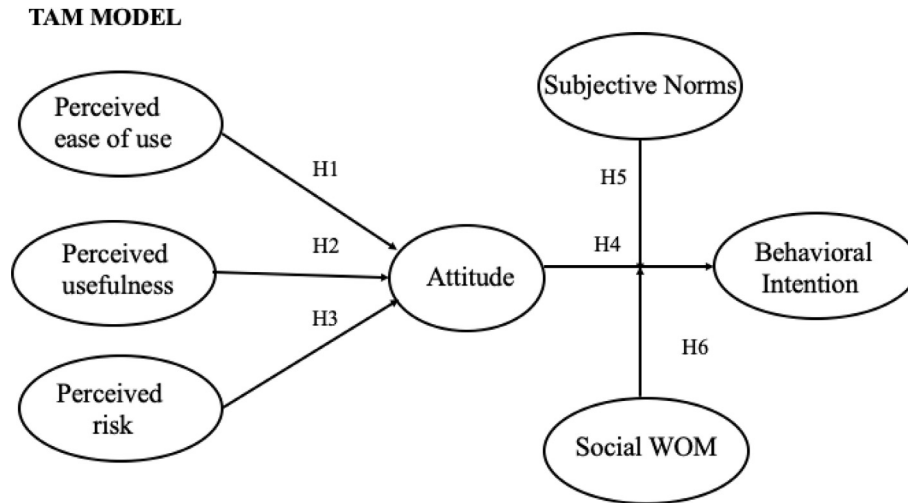 TAM MODEL
Perceived
ease of use
H1
Perceived
usefulness
H2
Perceived
risk
H3
Attitude
Subjective Norms
H5
H4
Behavioral
Intention
H6
Social WOM